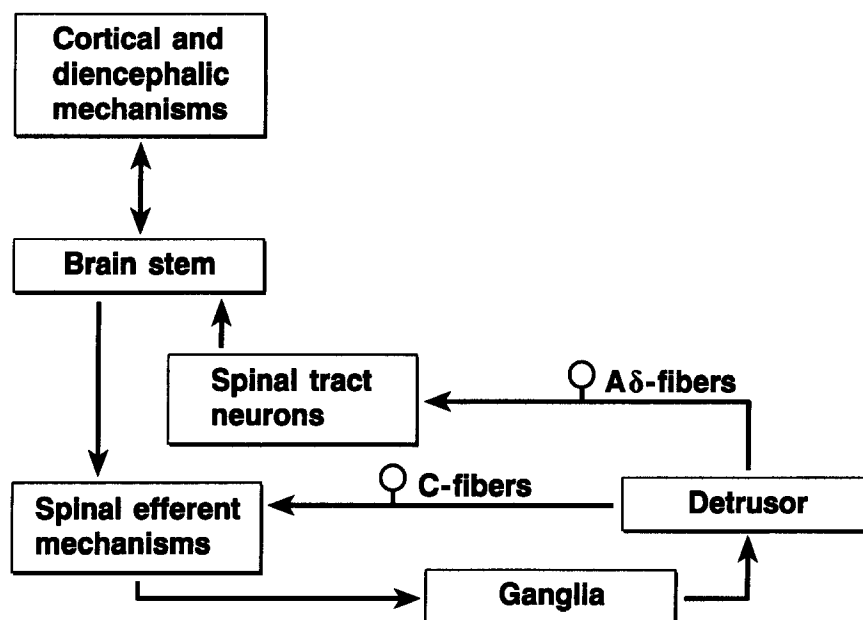 Cortical and
diencephalic
mechanisms
Brain stem
Spinal tract
neurons
Aδ-fibers
C-fibers
Detrusor
Spinal efferent
mechanisms
Ganglia